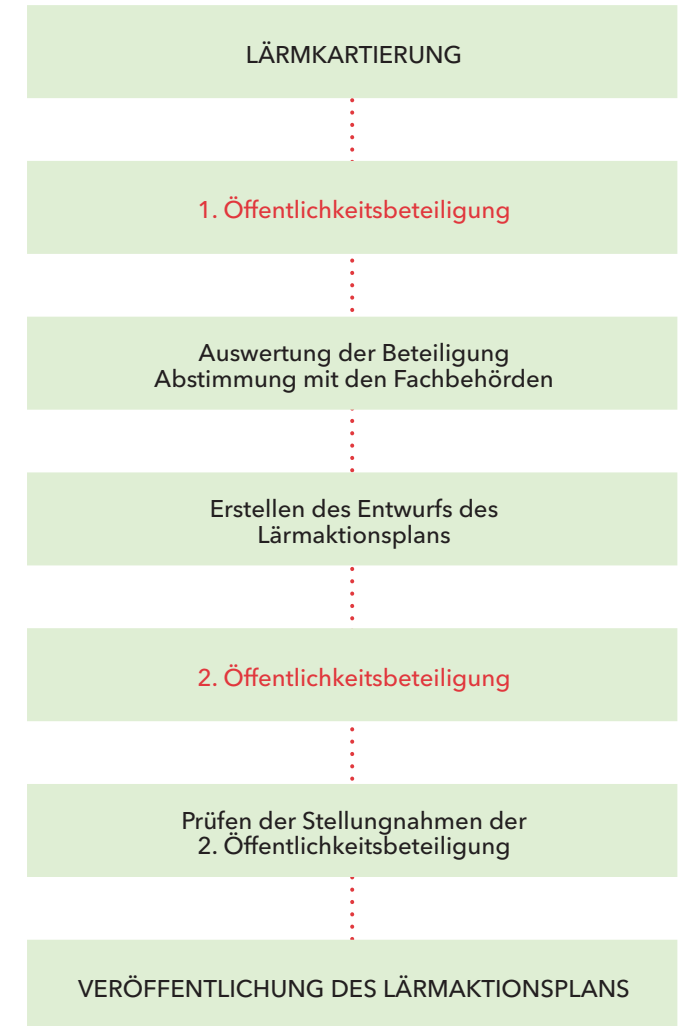 LÄRMKARTIERUNG
1. Öffentlichkeitsbeteiligung
Auswertung der Beteiligung
Abstimmung mit den Fachbehörden
Erstellen des Entwurfs des
Lärmaktionsplans
2. Öffentlichkeitsbeteiligung
Prüfen der Stellungnahmen der
2. Öffentlichkeitsbeteiligung
VERÖFFENTLICHUNG DES LÄRMAKTIONSPLANS